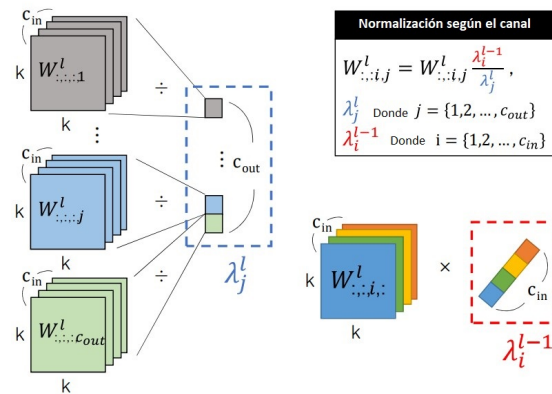 c_in
k
W^l_{:,:,:,1}
÷
k
⋮
⋮ c_out
c_in
k
W^l_{:,:,:,j}
÷
k
λ^l_j
c_in
k
W^l_{:,:,:,c_out}
÷
k
Normalización según el canal
W^l_{:,:,i,j} = W^l_{:,:,i,j} λ^{l-1}_i / λ^l_j ,
λ^l_j Donde j = {1,2, ..., c_out}
λ^{l-1}_i Donde i = {1,2, ..., c_in}
c_in
k
W^l_{:,:,i,:}
×
k
c_in
λ^{l-1}_i